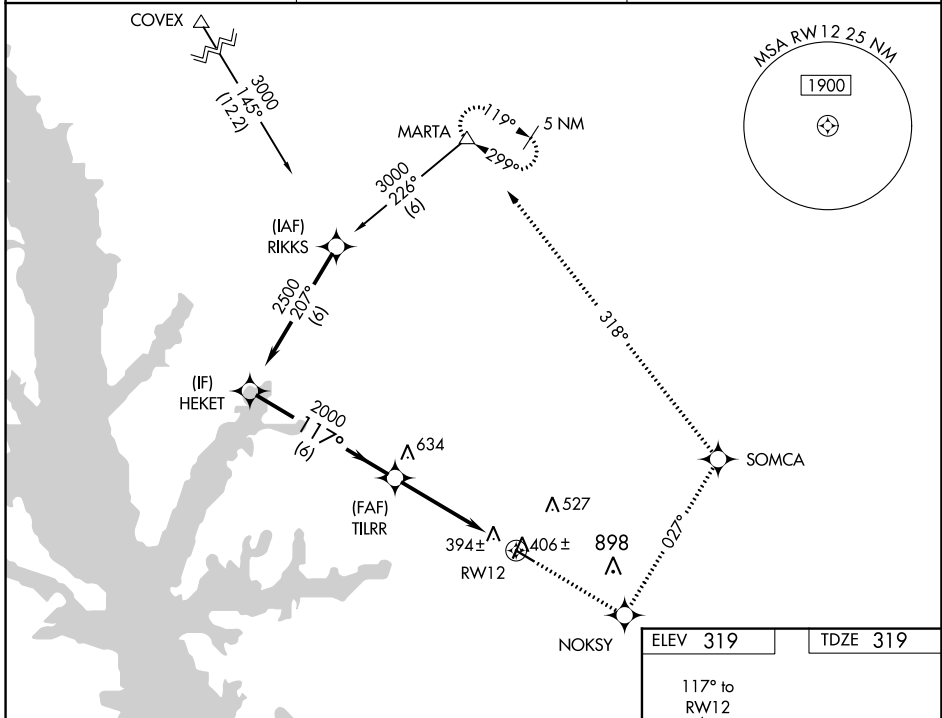 COVEX
3000
145°
(12.2)
MSA RW12 25 NM
1900
MARTA
119°
5 NM
299°
3000
226°
(6)
(IAF)
RIKKS
2500
207°
(6)
318°
(IF)
HEKET
2000
117°
(6)
634
SOMCA
(FAF)
TILRR
527
394±
406±
898
027°
RW12
NOKSY
ELEV 319
TDZE 319
117° to
RW12